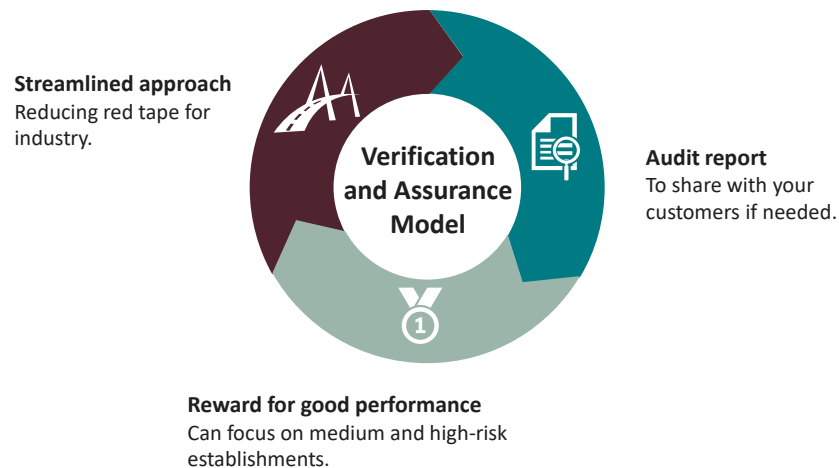 Streamlined approach
Reducing red tape for
industry.
Verification
and Assurance
Model
Audit report
To share with your
customers if needed.
1
Reward for good performance
Can focus on medium and high-risk
establishments.